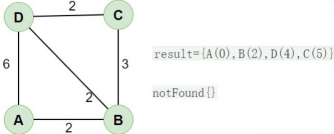 D 2 C
result={A(0),B(2),D(4),C(5)}
6 3
notFound{}
2
A 2 B